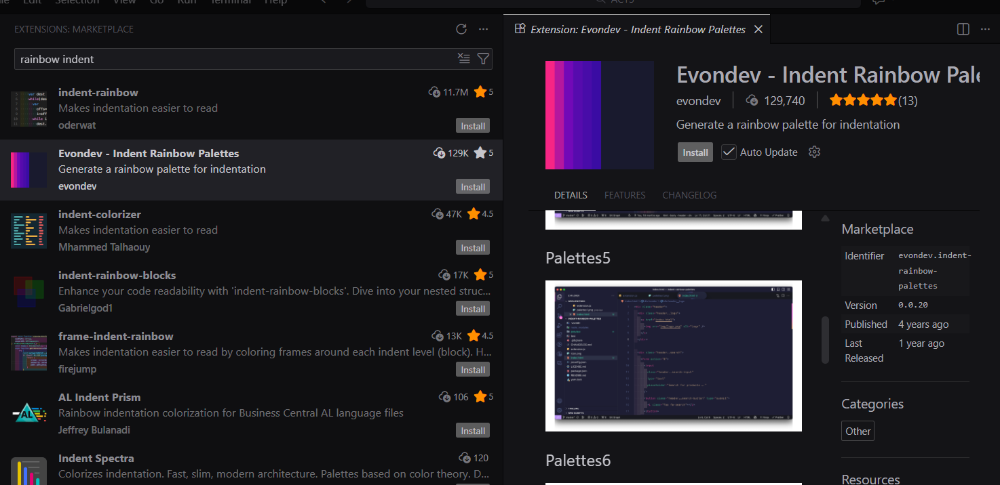 Edit Selection View Go Run Terminal Help
EXTENSIONS: MARKETPLACE
rainbow indent
indent-rainbow 11.7M 5
Makes indentation easier to read
oderwat Install
Evondev - Indent Rainbow Palettes 129K 5
Generate a rainbow palette for indentation
evondev Install
indent-colorizer 47K 4.5
Makes indentation easier to read
Mhammed Talhaouy Install
indent-rainbow-blocks 17K 5
Enhance your code readability with 'indent-rainbow-blocks'. Dive into your nested struc...
Gabrielgod1 Install
frame-indent-rainbow 13K 4.5
Makes indentation easier to read by coloring frames around each indent level (block). H...
firejump Install
AL Indent Prism 106 5
Rainbow indentation colorization for Business Central AL language files
Jeffrey Bulanadi Install
Indent Spectra 120
Colorizes indentation. Fast, slim, modern architecture. Palettes based on color theory. D...
Extension: Evondev - Indent Rainbow Palettes
Evondev - Indent Rainbow Pale
evondev 129,740 (13)
Generate a rainbow palette for indentation
Install Auto Update
DETAILS FEATURES CHANGELOG
Palettes5
Palettes6
Marketplace
Identifier evondev.indent-
rainbow-
palettes
Version 0.0.20
Published 4 years ago
Last 1 year ago
Released
Categories
Other
Resources